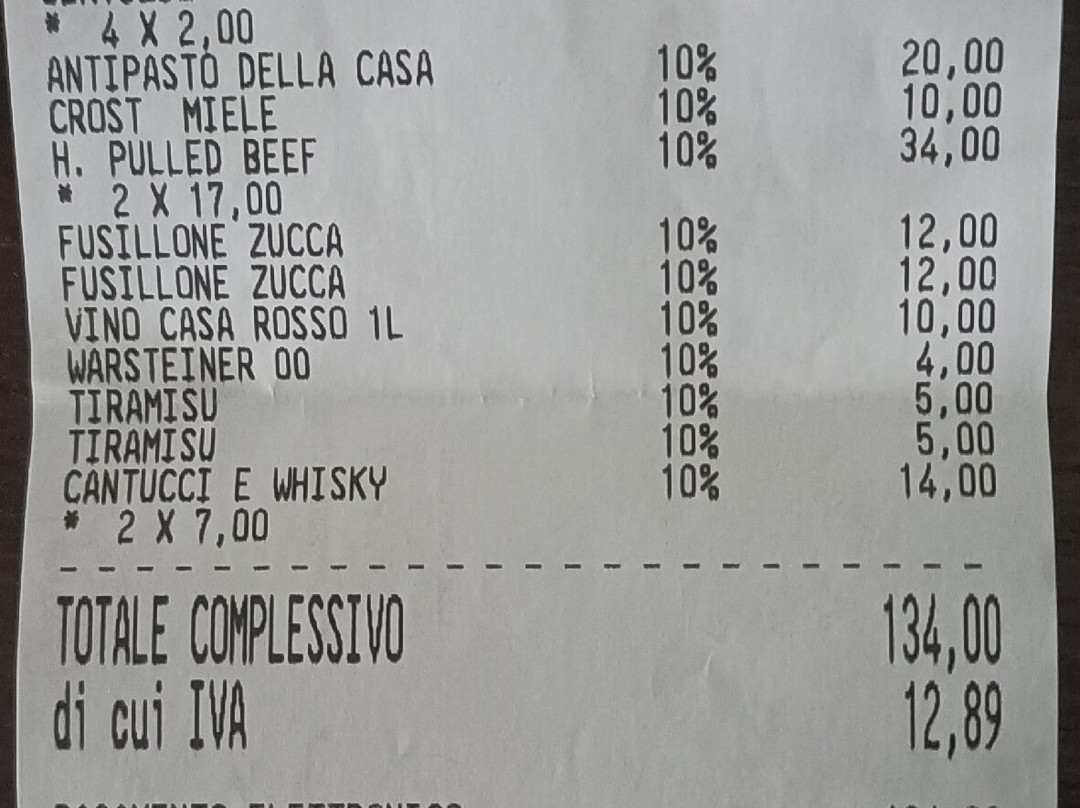 * 4 X 2,00
ANTIPASTO DELLA CASA 10% 20,00
CROST MIELE 10% 10,00
H. PULLED BEEF 10% 34,00
* 2 X 17,00
FUSILLONE ZUCCA 10% 12,00
FUSILLONE ZUCCA 10% 12,00
VINO CASA ROSSO 1L 10% 10,00
WARSTEINER 00 10% 4,00
TIRAMISU 10% 5,00
TIRAMISU 10% 5,00
CANTUCCI E WHISKY 10% 14,00
* 2 X 7,00
TOTALE COMPLESSIVO 134,00
di cui IVA 12,89